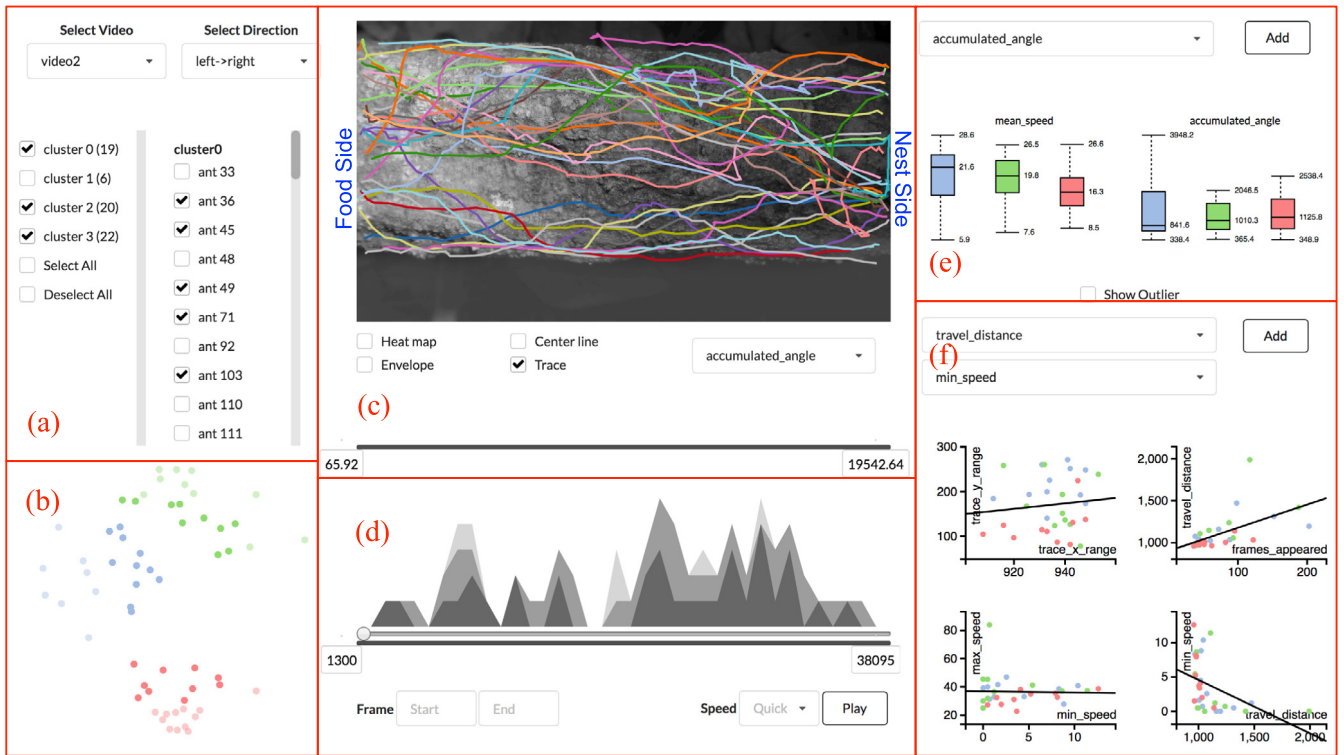 Select Video
Select Direction
video2
left->right
cluster 0 (19)
cluster 1 (6)
cluster 2 (20)
cluster 3 (22)
Select All
Deselect All
cluster0
ant 33
ant 36
ant 45
ant 48
ant 49
ant 71
ant 92
ant 103
ant 110
ant 111
(a)
(b)
Food Side
Nest Side
Heat map
Center line
Envelope
Trace
accumulated_angle
(c)
65.92
19542.64
(d)
1300
38095
Frame
Start
End
Speed
Quick
Play
accumulated_angle
Add
mean_speed
accumulated_angle
28.6
21.6
5.9
26.5
19.8
7.6
26.6
16.3
8.5
3948.2
841.6
338.4
2046.5
1010.3
365.4
2538.4
1125.8
348.9
(e)
Show Outlier
travel_distance
Add
(f)
min_speed
300
200
100
trace_y_range
trace_x_range
920
940
2,000
1,500
1,000
travel_distance
frames_appeared
100
200
80
60
40
20
max_speed
min_speed
0
5
10
10
5
0
min_speed
travel_distance
1,000
1,500
2,000